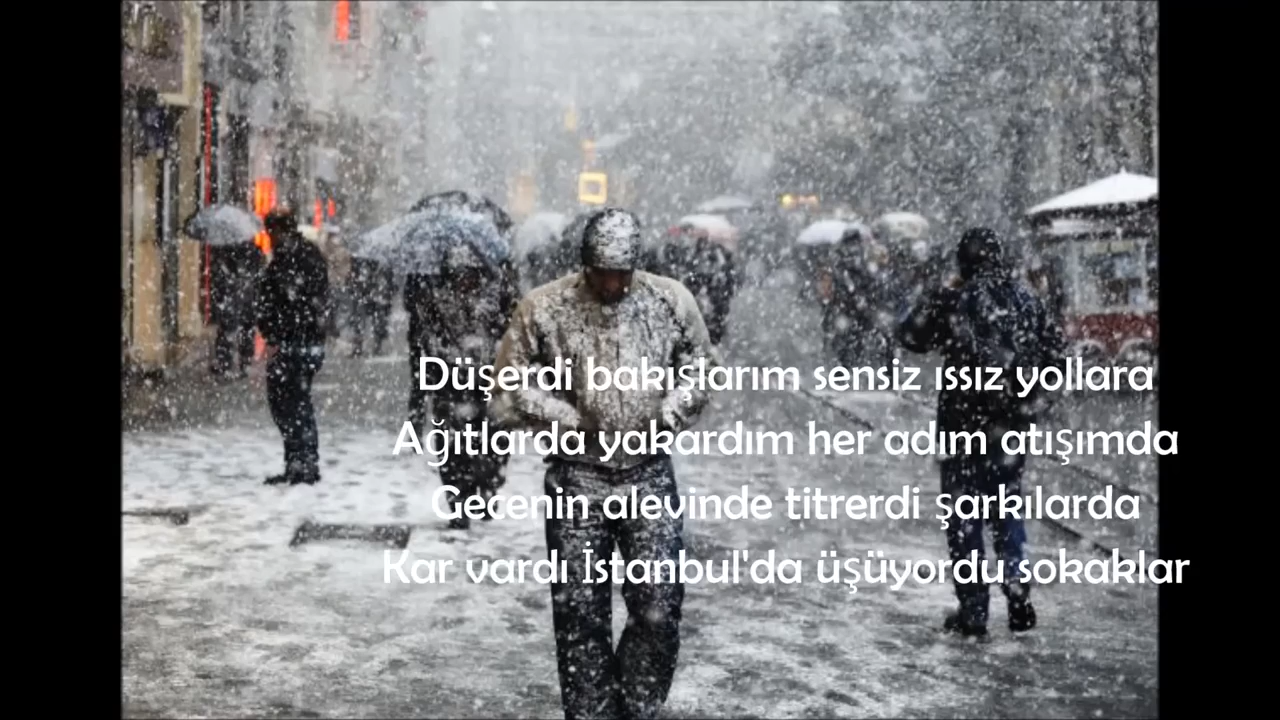 Düşerdi bakışlarım sensiz ıssız yollara
Ağıtlarda yakardım her adım atışımda
Gecenin alevinde titrerdi şarkılarda
Kar vardı İstanbul'da üşüyordu sokaklar